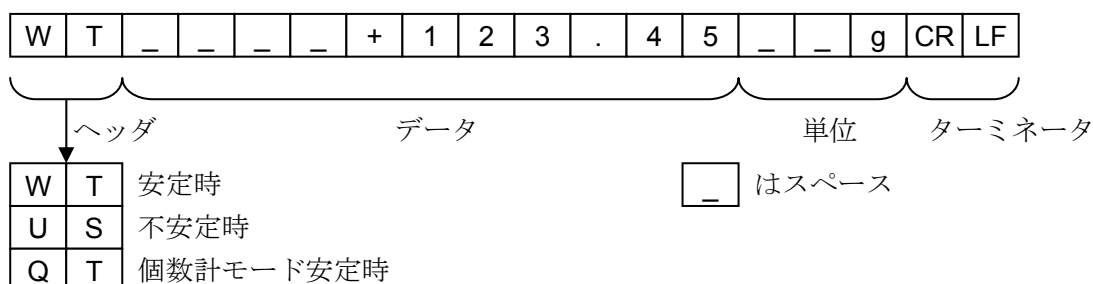 W T _ _ _ _ + 1 2 3 . 4 5 _ _ g CR LF
ヘッダ データ 単位 ターミネータ
W T 安定時 _ はスペース
U S 不安定時
Q T 個数計モード安定時